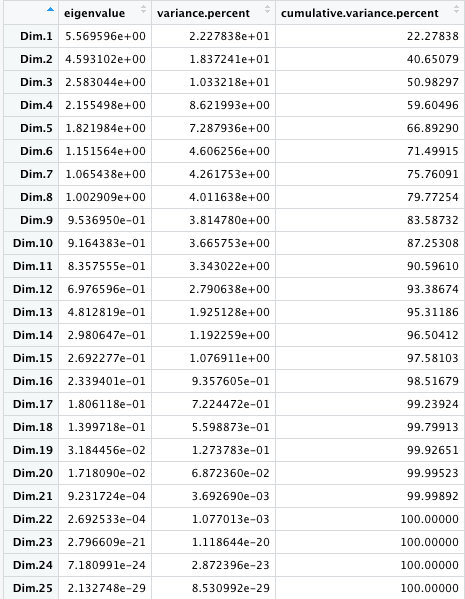 eigenvalue variance.percent cumulative.variance.percent
Dim.1 5.569596e+00 2.227838e+01 22.27838
Dim.2 4.593102e+00 1.837241e+01 40.65079
Dim.3 2.583044e+00 1.033218e+01 50.98297
Dim.4 2.155498e+00 8.621993e+00 59.60496
Dim.5 1.821984e+00 7.287936e+00 66.89290
Dim.6 1.151564e+00 4.606256e+00 71.49915
Dim.7 1.065438e+00 4.261753e+00 75.76091
Dim.8 1.002909e+00 4.011638e+00 79.77254
Dim.9 9.536950e-01 3.814780e+00 83.58732
Dim.10 9.164383e-01 3.665753e+00 87.25308
Dim.11 8.357555e-01 3.343022e+00 90.59610
Dim.12 6.976596e-01 2.790638e+00 93.38674
Dim.13 4.812819e-01 1.925128e+00 95.31186
Dim.14 2.980647e-01 1.192259e+00 96.50412
Dim.15 2.692277e-01 1.076911e+00 97.58103
Dim.16 2.339401e-01 9.357605e-01 98.51679
Dim.17 1.806118e-01 7.224472e-01 99.23924
Dim.18 1.399718e-01 5.598873e-01 99.79913
Dim.19 3.184456e-02 1.273783e-01 99.92651
Dim.20 1.718090e-02 6.872360e-02 99.99523
Dim.21 9.231724e-04 3.692690e-03 99.99892
Dim.22 2.692533e-04 1.077013e-03 100.00000
Dim.23 2.796609e-21 1.118644e-20 100.00000
Dim.24 7.180991e-24 2.872396e-23 100.00000
Dim.25 2.132748e-29 8.530992e-29 100.00000